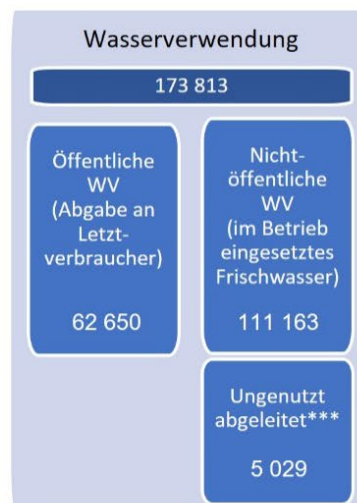 Wasserverwendung
173 813
Öffentliche
WV
(Abgabe an
Letzt-
verbraucher)
62 650
Nicht-
öffentliche
WV
(im Betrieb
eingesetztes
Frischwasser)
111 163
Ungenutzt
abgeleitet***
5 029